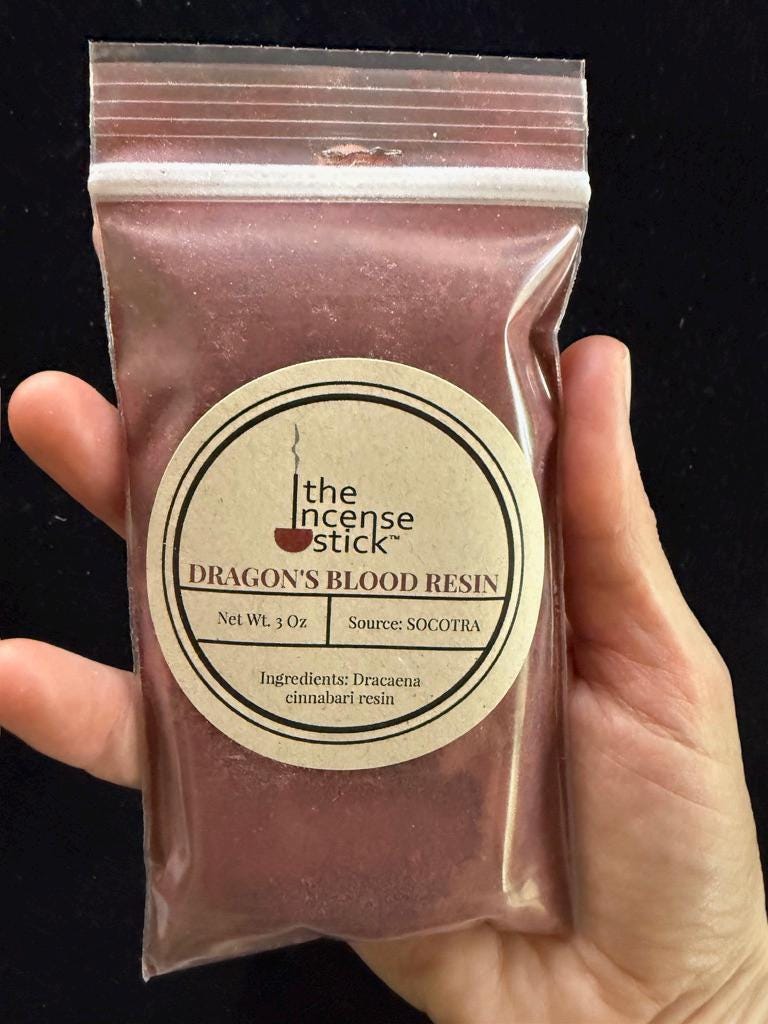 the
incense
stick™
DRAGON'S BLOOD RESIN
Net Wt. 3 Oz
Source: SOCOTRA
Ingredients: Dracaena
cinnabari resin